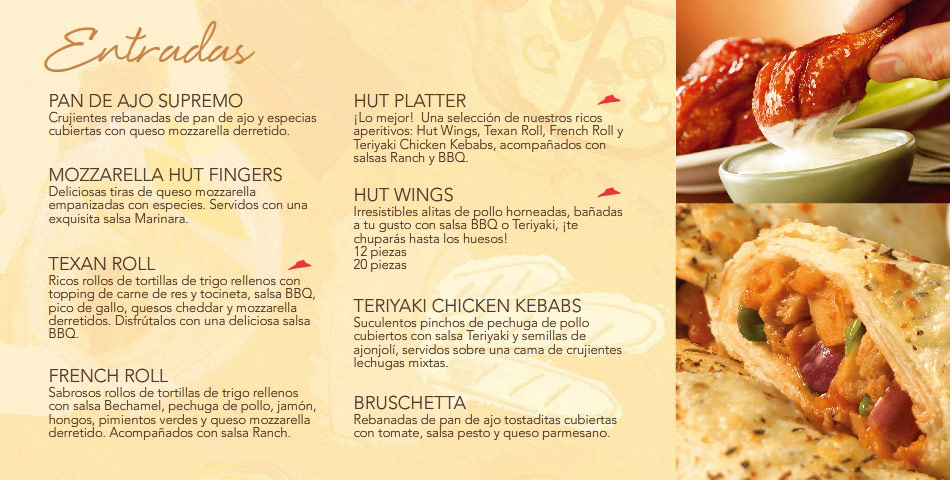 Entradas
PAN DE AJO SUPREMO
Crujientes rebanadas de pan de ajo y especias
cubiertas con queso mozzarella derretido.
MOZZARELLA HUT FINGERS
Deliciosas tiras de queso mozzarella
empanizadas con especies. Servidos con una
exquisita salsa Marinara.
TEXAN ROLL
Ricos rollos de tortillas de trigo rellenos con
topping de carne de res y tocineta, salsa BBQ,
pico de gallo, quesos cheddar y mozzarella
derretidos. Disfrútalos con una deliciosa salsa
BBQ.
FRENCH ROLL
Sabrosos rollos de tortillas de trigo rellenos
con salsa Bechamel, pechuga de pollo, jamón,
hongos, pimientos verdes y queso mozzarella
derretido. Acompañados con salsa Ranch.
HUT PLATTER
¡Lo mejor! Una selección de nuestros ricos
aperitivos: Hut Wings, Texan Roll, French Roll y
Teriyaki Chicken Kebabs, acompañados con
salsas Ranch y BBQ.
HUT WINGS
Irresistibles alitas de pollo horneadas, bañadas
a tu gusto con salsa BBQ o Teriyaki, ¡te
chuparás hasta los huesos!
12 piezas
20 piezas
TERIYAKI CHICKEN KEBABS
Suculentos pinchos de pechuga de pollo
cubiertos con salsa Teriyaki y semillas de
ajonjolí, servidos sobre una cama de crujientes
lechugas mixtas.
BRUSCHETTA
Rebanadas de pan de ajo tostaditas cubiertas
con tomate, salsa pesto y queso parmesano.